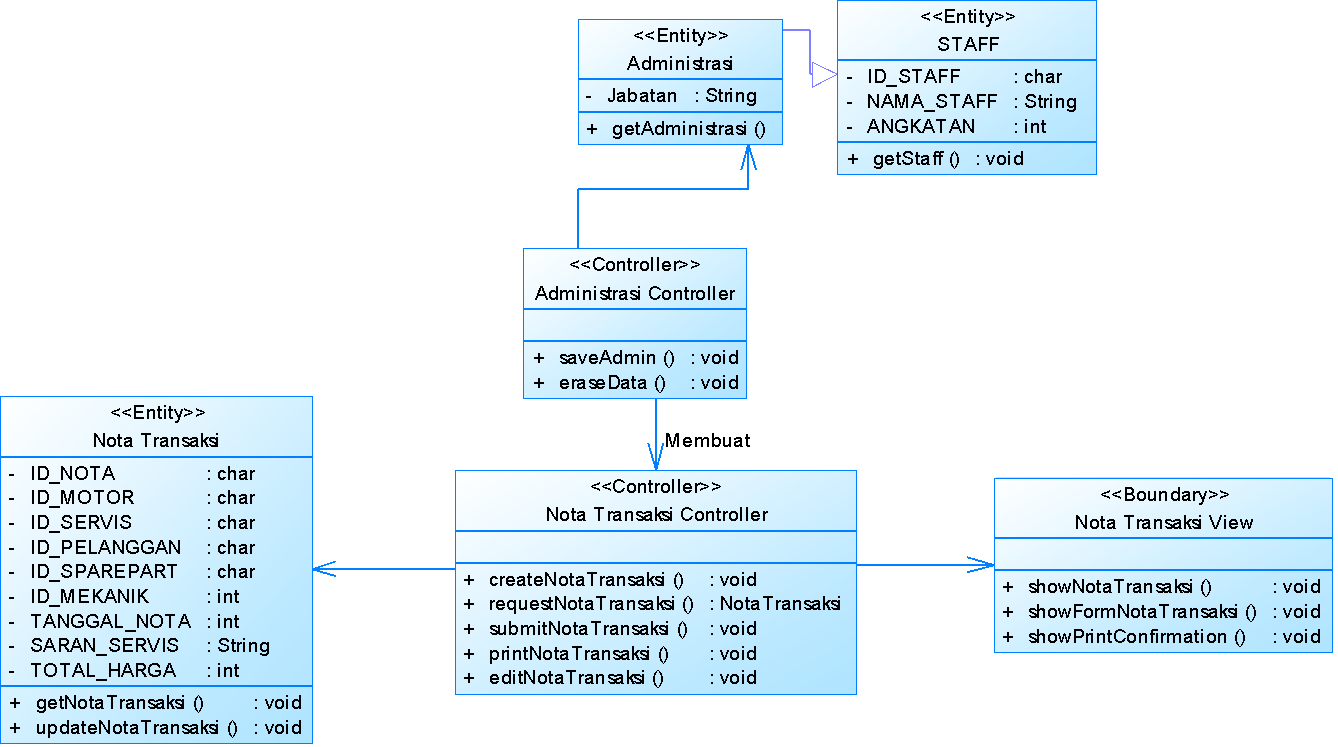 <<Entity>>
Administrasi
- Jabatan : String
+ getAdministrasi ()
<<Entity>>
STAFF
- ID_STAFF : char
- NAMA_STAFF : String
- ANGKATAN : int
+ getStaff () : void
<<Controller>>
Administrasi Controller
+ saveAdmin () : void
+ eraseData () : void
Membuat
<<Entity>>
Nota Transaksi
- ID_NOTA : char
- ID_MOTOR : char
- ID_SERVIS : char
- ID_PELANGGAN : char
- ID_SPAREPART : char
- ID_MEKANIK : int
- TANGGAL_NOTA : int
- SARAN_SERVIS : String
- TOTAL_HARGA : int
+ getNotaTransaksi () : void
+ updateNotaTransaksi () : void
<<Controller>>
Nota Transaksi Controller
+ createNotaTransaksi () : void
+ requestNotaTransaksi () : NotaTransaksi
+ submitNotaTransaksi () : void
+ printNotaTransaksi () : void
+ editNotaTransaksi () : void
<<Boundary>>
Nota Transaksi View
+ showNotaTransaksi () : void
+ showFormNotaTransaksi () : void
+ showPrintConfirmation () : void